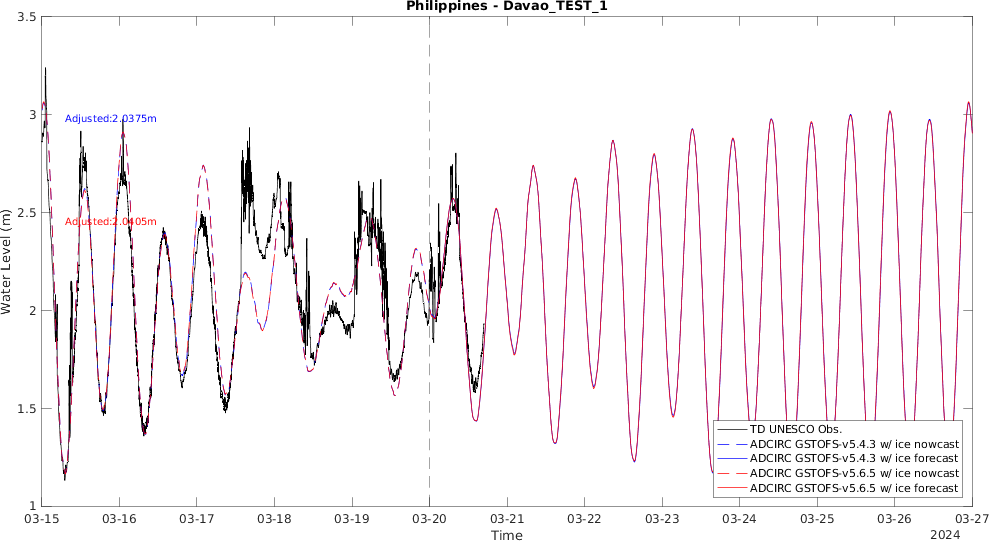 Philippines - Davao_TEST_1
3.5
3
2.5
2
1.5
1
Water Level (m)
Adjusted:2.0375m
Adjusted:2.0405m
TD UNESCO Obs.
ADCIRC GSTOFS-v5.4.3 w/ ice nowcast
ADCIRC GSTOFS-v5.4.3 w/ ice forecast
ADCIRC GSTOFS-v5.6.5 w/ ice nowcast
ADCIRC GSTOFS-v5.6.5 w/ ice forecast
03-15 03-16 03-17 03-18 03-19 03-20 03-21 03-22 03-23 03-24 03-25 03-26 03-27
Time
2024